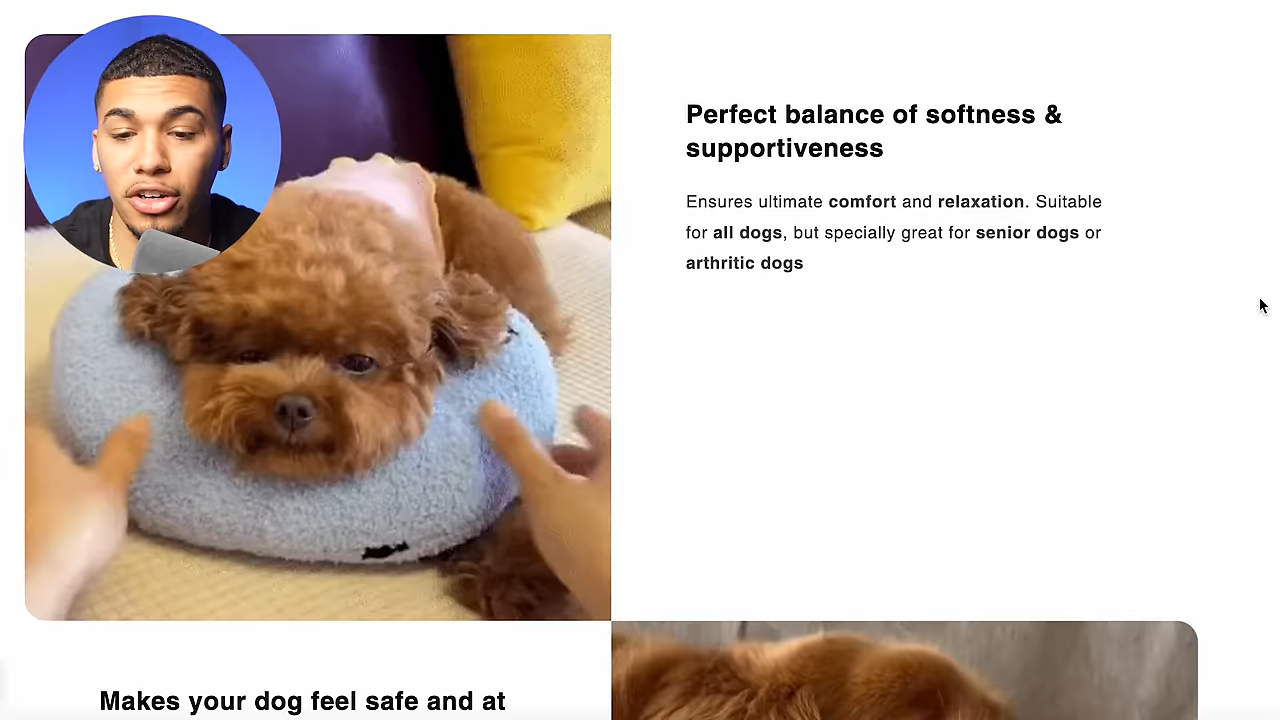 Perfect balance of softness &
supportiveness
Ensures ultimate comfort and relaxation. Suitable
for all dogs, but specially great for senior dogs or
arthritic dogs
Makes your dog feel safe and at